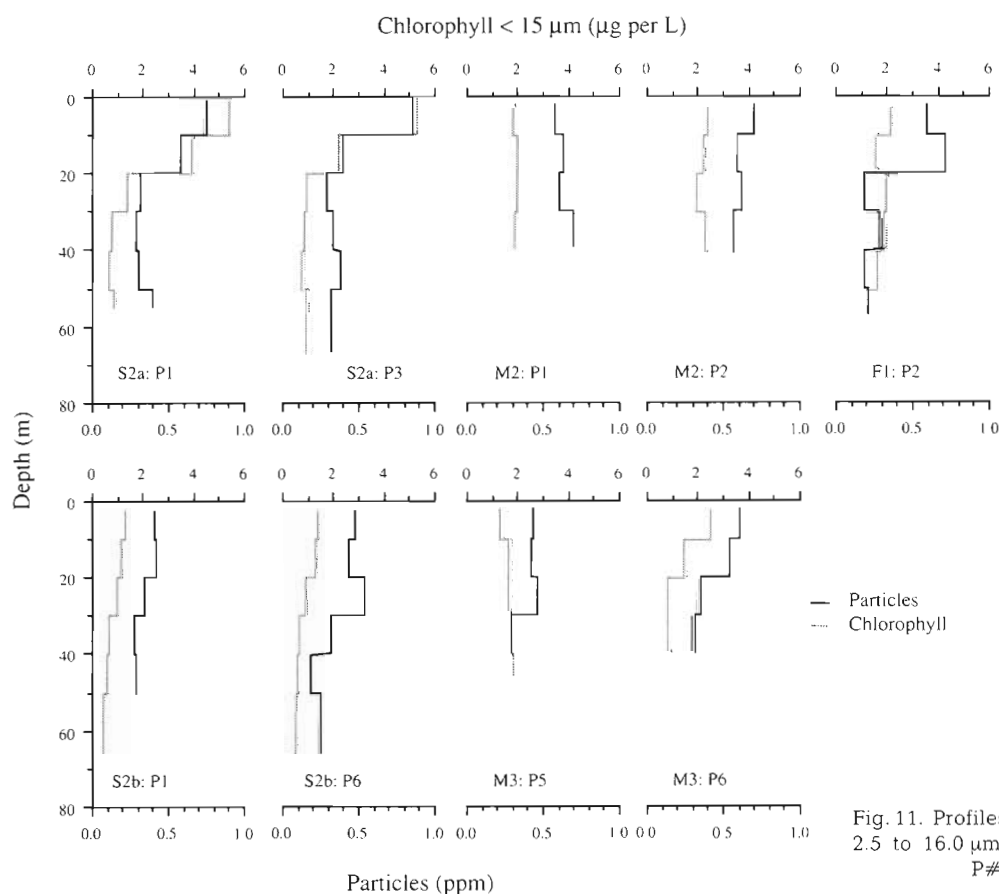 Chlorophyll < 15 μm (μg per L)
0 2 4 6 0 2 4 6 0 2 4 6 0 2 4 6 0 2 4 6
0
20
40
60
80
S2a: P1 S2a: P3 M2: P1 M2: P2 F1: P2
0.0 0.5 1.0 0.0 0.5 1.0 0.0 0.5 1.0 0.0 0.5 1.0 0.0 0.5 1.0
Depth (m)
0 2 4 6 0 2 4 6 0 2 4 6 0 2 4 6
0
20
40
60
80
Particles
Chlorophyll
S2b: P1 S2b: P6 M3: P5 M3: P6
0.0 0.5 1.0 0.0 0.5 1.0 0.0 0.5 1.0 0.0 0.5 1.0
Particles (ppm)
Fig. 11. Profiles
2.5 to 16.0 μm
P#